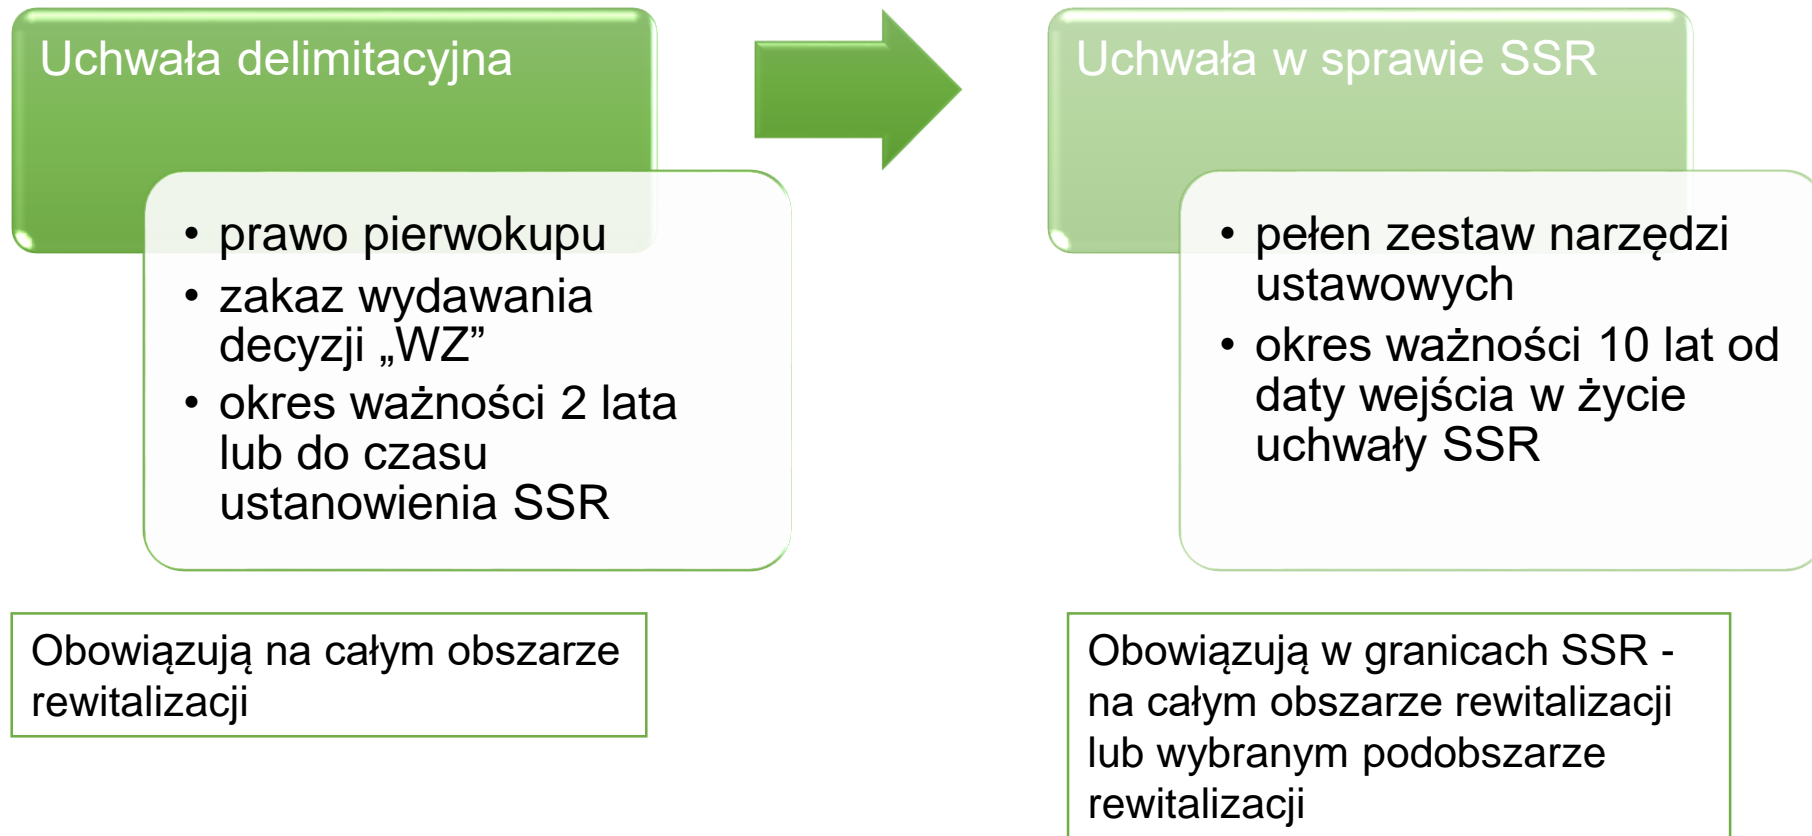 Uchwała delimitacyjna
• prawo pierwokupu
• zakaz wydawania
decyzji „WZ”
• okres ważności 2 lata
lub do czasu
ustanowienia SSR
Obowiązują na całym obszarze
rewitalizacji
Uchwała w sprawie SSR
• pełen zestaw narzędzi
ustawowych
• okres ważności 10 lat od
daty wejścia w życie
uchwały SSR
Obowiązują w granicach SSR -
na całym obszarze rewitalizacji
lub wybranym podobszarze
rewitalizacji